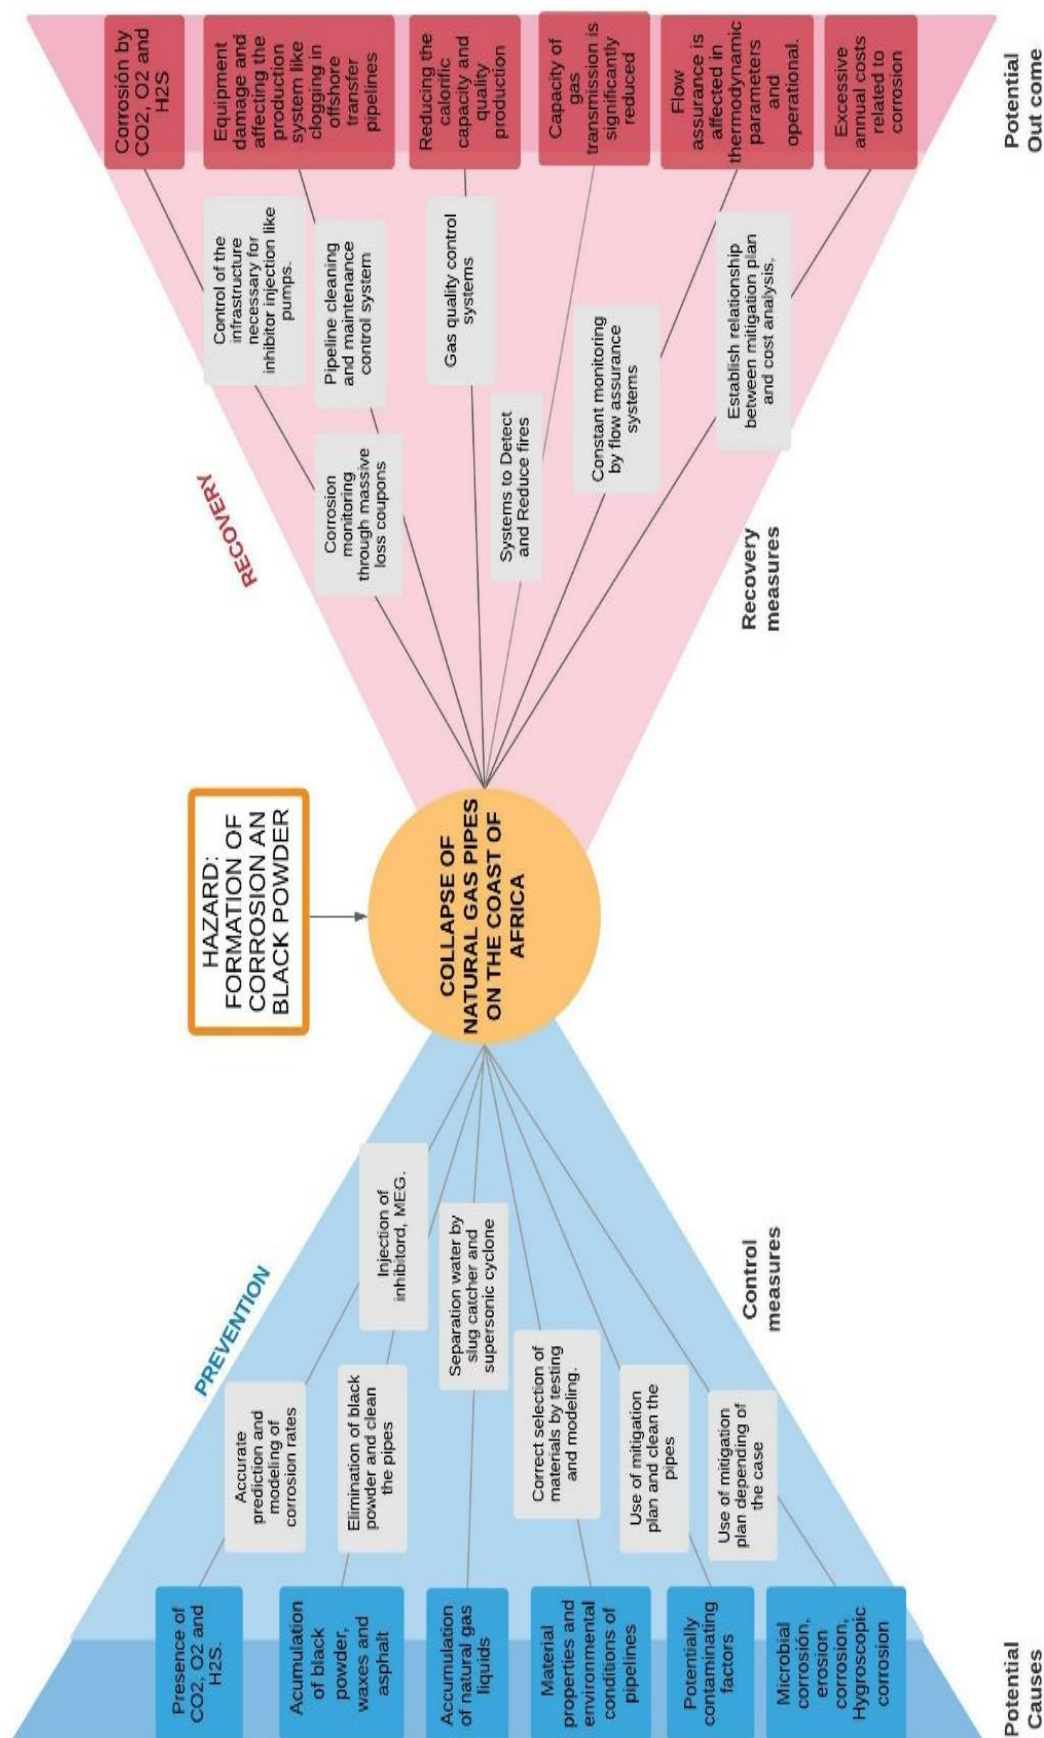 HAZARD:
FORMATION OF
CORROSION AN
BLACK POWDER
PREVENTION
RECOVERY
Presence of
CO2, O2 and
H2S.
Accurate
prediction and
modeling of
corrosion rates
Injection of
inhibitord, MEG.
Acumulation
of black
powder,
waxes and
asphalt
Elimination of black
powder and clean
the pipes
Accumulation
of natural gas
liquids
Separation water by
slug catcher and
supersonic cyclone
Material
properties and
environmental
conditions of
pipelines
Correct selection of
materials by testing
and modeling.
Potentially
contaminating
factors
Use of mitigation
plan and clean the
pipes
Microbial
corrosión,
erosion
corrosion,
Hygroscopic
corrosion
Use of mitigation
plan depending of
the case
COLLAPSE OF
NATURAL GAS PIPES
ON THE COAST OF
AFRICA
Corrosion
monitoring
through massive
loss coupons
Control of the
infrastructure
necessary for
inhibitor injection like
pumps.
Corrosión by
CO2, O2 and
H2S
Pipeline cleaning
and maintenance
control system
Equipment
damage and
affecting the
production
system like
clogging in
offshore
transfer
pipelines
Gas quality control
systems
Reducing the
calorific
capacity and
quality
production
Systems to Detect
and Reduce fires
Capacity of
gas
transmission is
significantly
reduced
Constant monitoring
by flow assurance
systems
Flow
assurance is
affected in
thermodynamic
parameters
and
operational.
Establish relationship
between mitigation plan
and cost analysis.
Excessive
annual costs
related to
corrosion
Potential
Causes
Control
measures
Recovery
measures
Potential
Out come